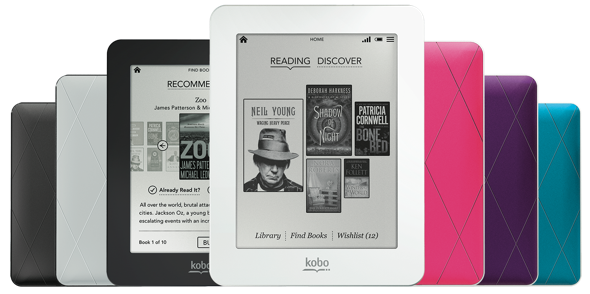 FIND BOO
RECOMME
Zoo
James Patterson & Mi
ZOO
JAMES PATTE
MICHAEL LEDW
Already Read It?
All over the world, brutal attac
cities. Jackson Oz, a young b
escalating events with an incre
Book 1 of 10
BU
kobo
HOME
READING DISCOVER
NEIL YOUNG
WAGING HEAVY PEACE
DEBORAH HARKNESS
SHADOW
OF
NIGHT
PATRICIA
CORNWELL
BONE
BED
KEN
FOLLETT
Library | Find Books | Wishlist (12)
kobo